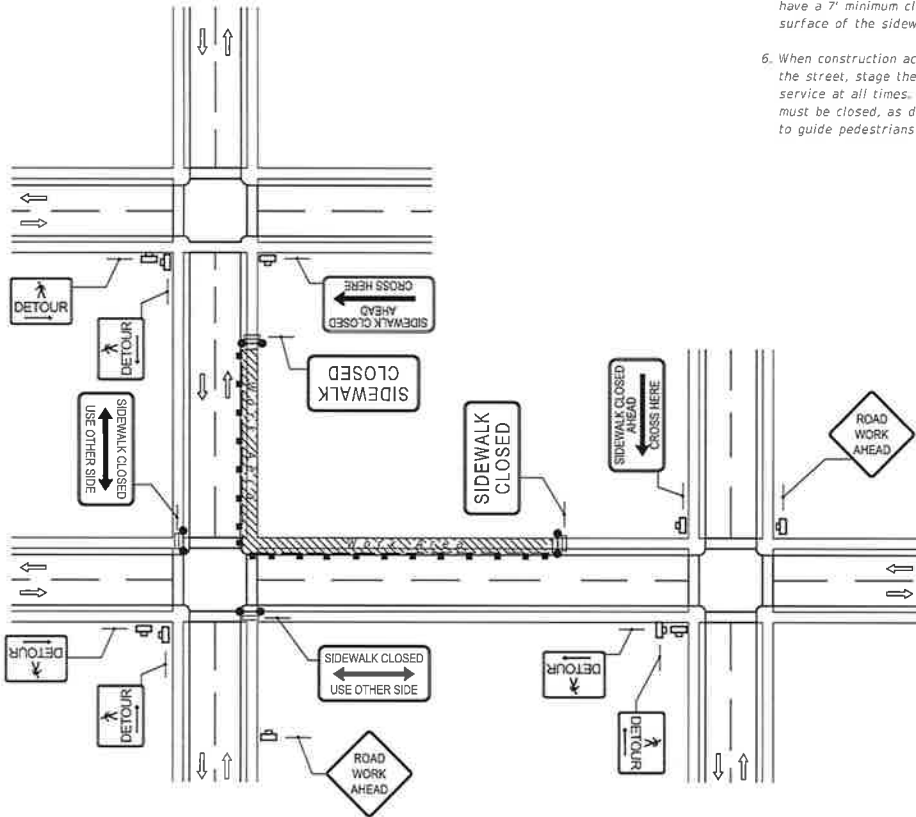 have a 7' minimum cl
surface of the sidew
6. When construction ac
the street, stage the
service at all times.
must be closed, as d
to guide pedestrians
DETOUR
DETOUR
SIDEWALK CLOSED
AHEAD
CROSS HERE
SIDEWALK
CLOSED
SIDEWALK CLOSED
USE OTHER SIDE
SIDEWALK
CLOSED
SIDEWALK CLOSED
AHEAD
CROSS HERE
ROAD
WORK
AHEAD
Work Area
Work Area
DETOUR
DETOUR
SIDEWALK CLOSED
USE OTHER SIDE
ROAD
WORK
AHEAD
DETOUR
DETOUR